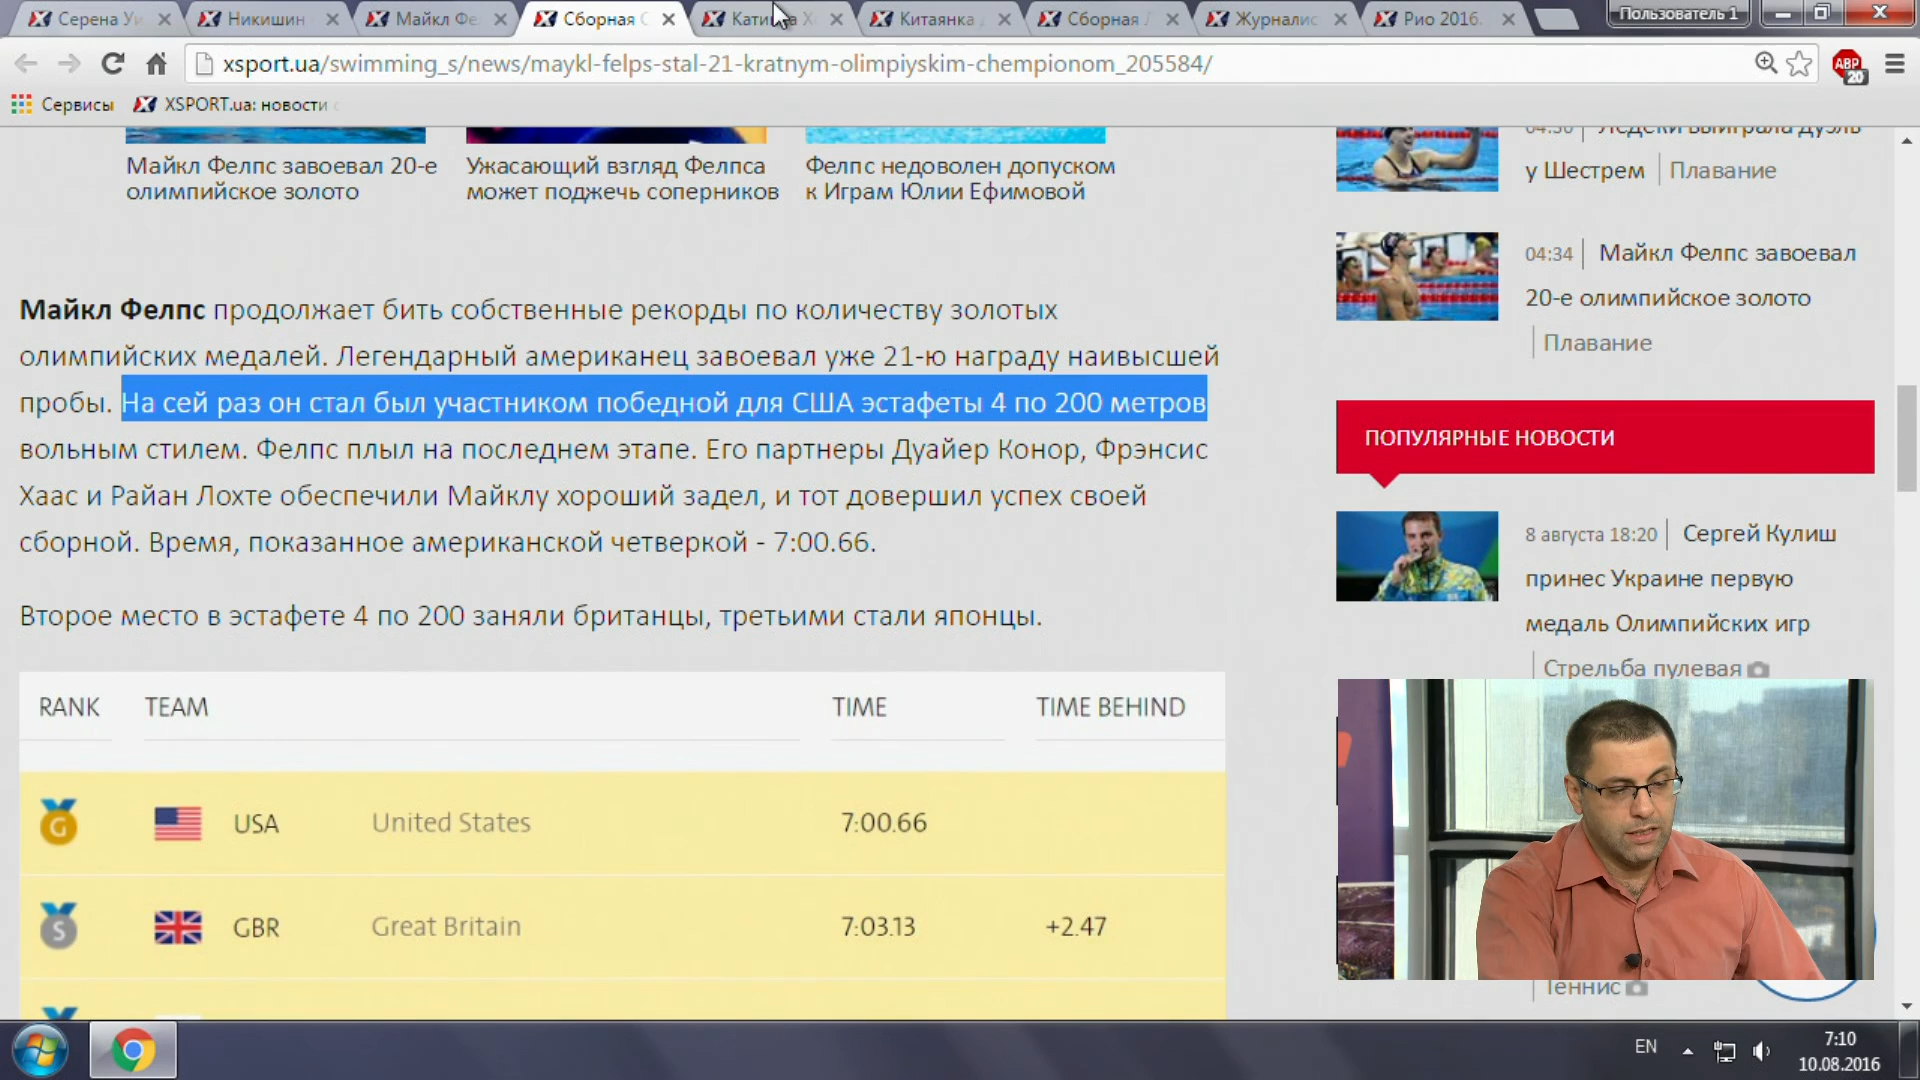 Серена Уи
Никишин
Майкл Фе
Сборная С
Катинка Х
Китаянка
Сборная
Журналис
Рио 2016.
Пользователь 1
xsport.ua/swimming_s/news/maykl-felps-stal-21-kratnym-olimpiyskim-chempionom_205584/
ABP
20
Сервисы
XSPORT.ua: новости с
Майкл Фелпс завоевал 20-е
олимпийское золото
Ужасающий взгляд Фелпса
может поджечь соперников
Фелпс недоволен допуском
к Играм Юлии Ефимовой
Майкл Фелпс продолжает бить собственные рекорды по количеству золотых
олимпийских медалей. Легендарный американец завоевал уже 21-ю награду наивысшей
пробы. На сей раз он стал был участником победной для США эстафеты 4 по 200 метров
вольным стилем. Фелпс плыл на последнем этапе. Его партнеры Дуайер Конор, Фрэнсис
Хаас и Райан Лохте обеспечили Майклу хороший задел, и тот довершил успех своей
сборной. Время, показанное американской четверкой - 7:00.66.
Второе место в эстафете 4 по 200 заняли британцы, третьими стали японцы.
RANK TEAM TIME TIME BEHIND
G USA United States 7:00.66
S GBR Great Britain 7:03.13 +2.47
Ледеки выиграла дуэль
у Шестрем | Плавание
04:34 | Майкл Фелпс завоевал
20-е олимпийское золото
| Плавание
ПОПУЛЯРНЫЕ НОВОСТИ
8 августа 18:20 | Сергей Кулиш
принес Украине первую
медаль Олимпийских игр
| Стрельба пулевая
| Теннис
EN
7:10
10.08.2016